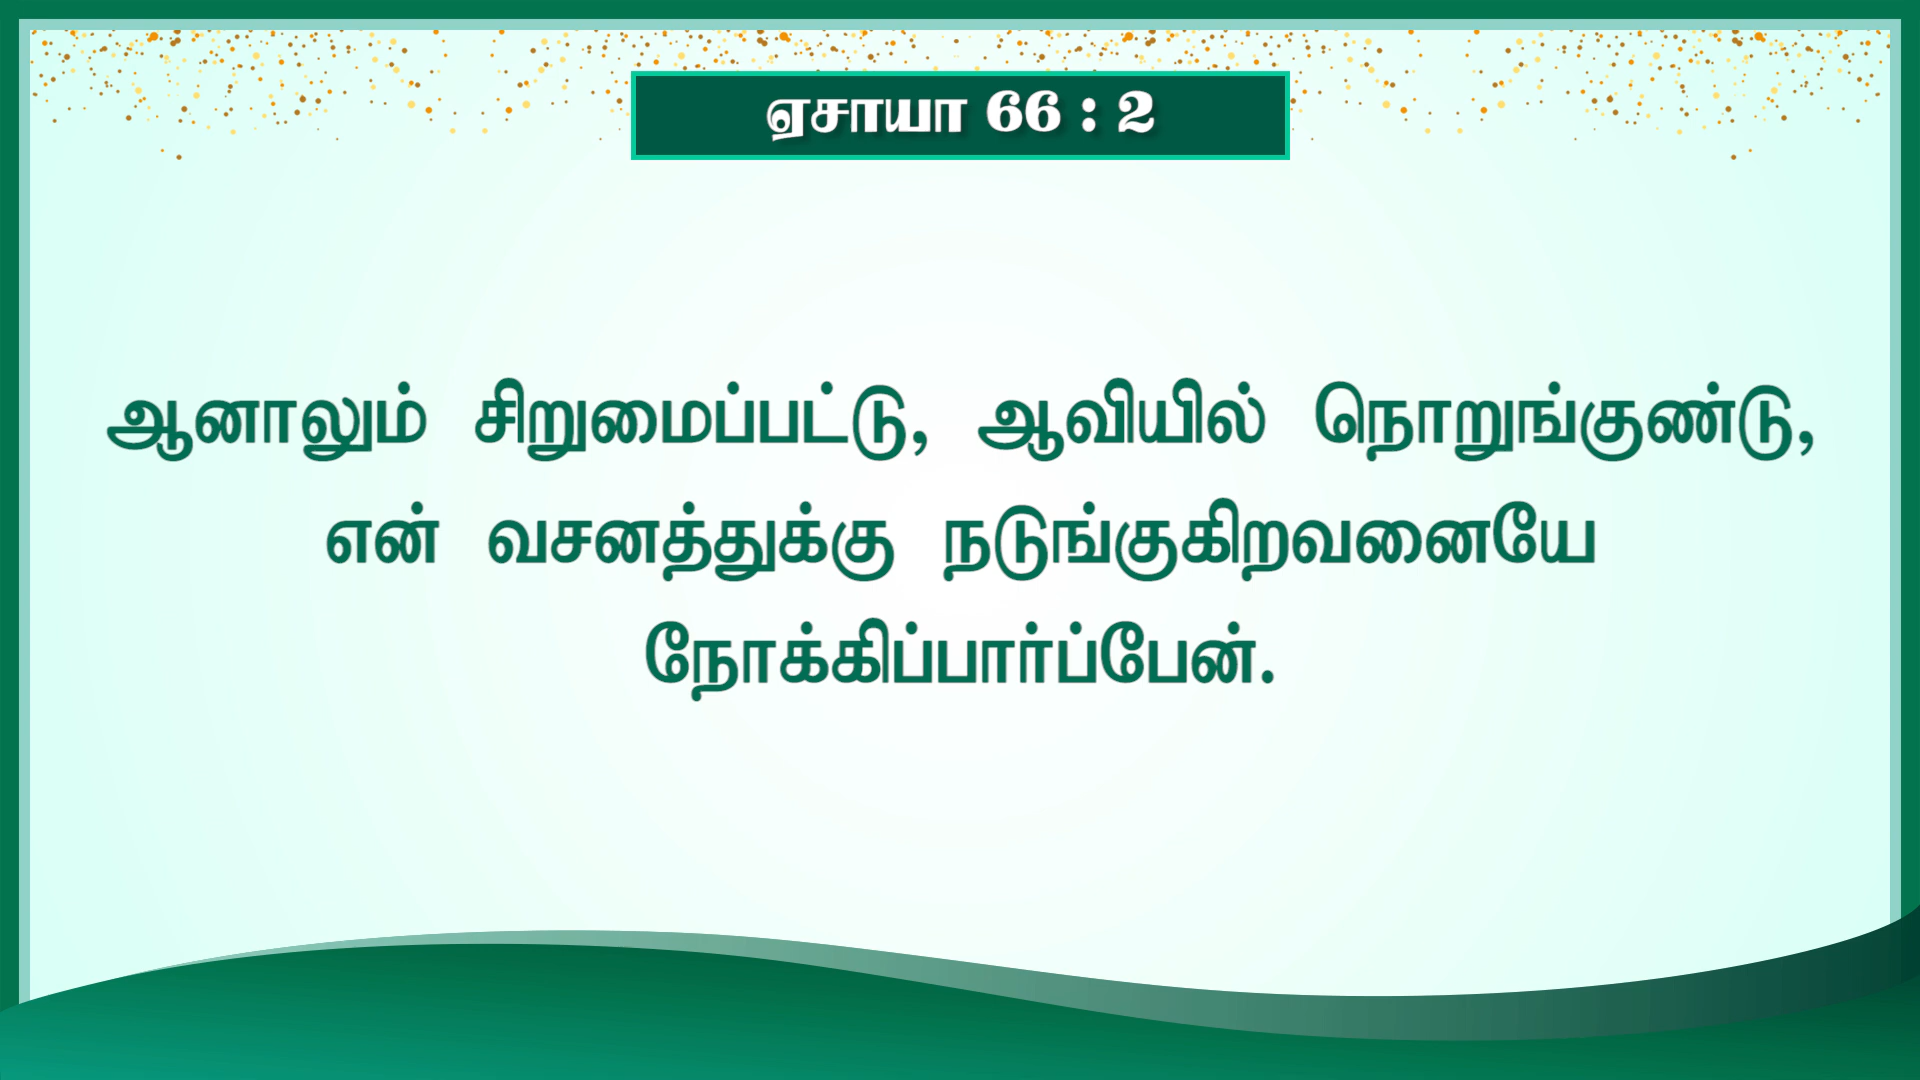 ஏசாயா 66 : 2
ஆனாலும் சிறுமைப்பட்டு, ஆவியில் நொறுங்குண்டு,
என் வசனத்துக்கு நடுங்குகிறவனையே
நோக்கிப்பார்ப்பேன்.